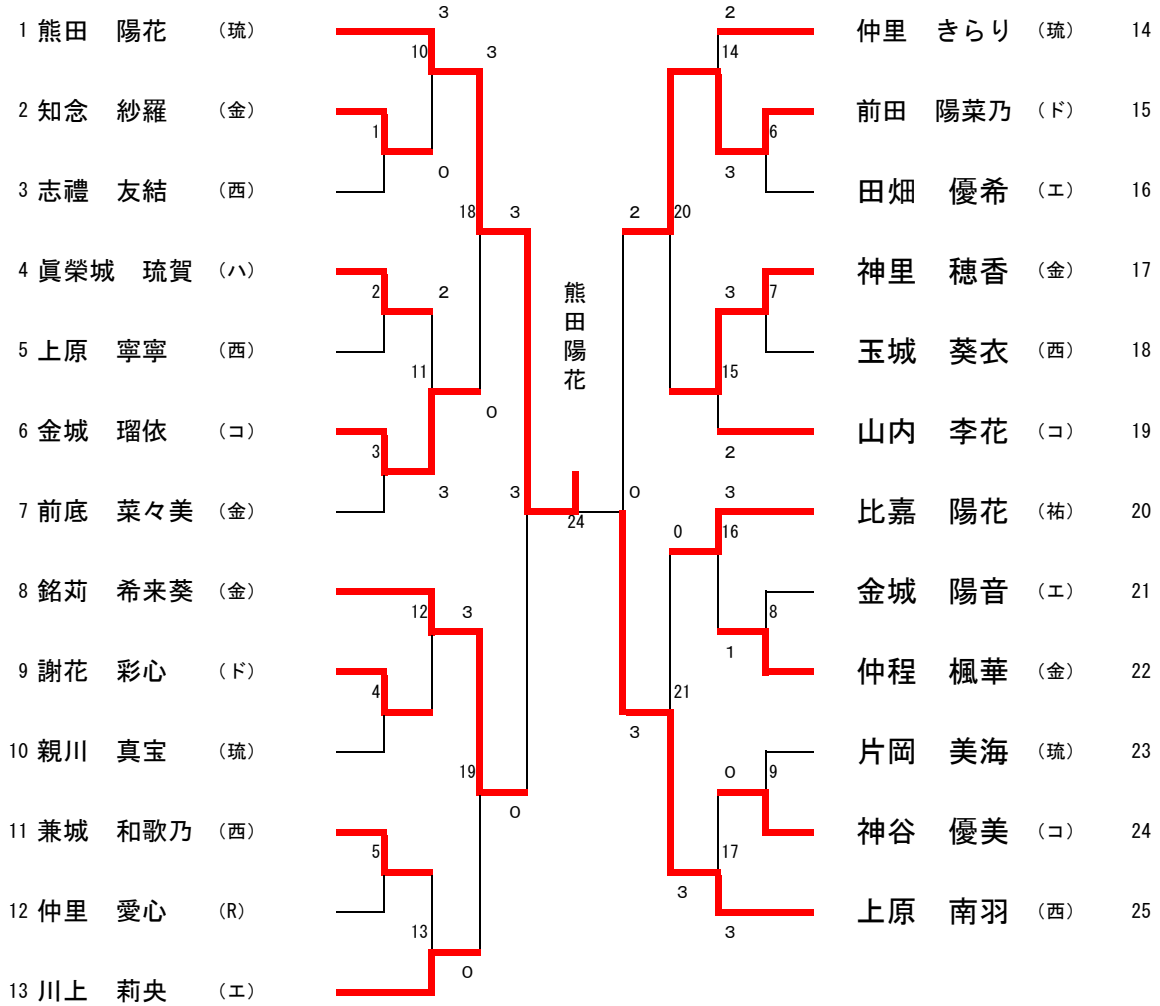 3
2
1 熊田 陽花 (琉)
仲里 きらり (琉) 14
10
3
14
2 知念 紗羅 (金)
前田 陽菜乃 (ド) 15
1
6
0
3
3 志禮 友結 (西)
田畑 優希 (エ) 16
18
3
2
20
4 眞榮城 琉賀 (ハ)
神里 穂香 (金) 17
2
2
3
7
熊田陽花
5 上原 寧寧 (西)
玉城 葵衣 (西) 18
11
15
0
6 金城 瑠依 (コ)
山内 李花 (コ) 19
3
2
3
3
0
3
7 前底 菜々美 (金)
比嘉 陽花 (祐) 20
24
0
16
8 銘苅 希来葵 (金)
金城 陽音 (エ) 21
12
3
8
1
9 謝花 彩心 (ド)
仲程 楓華 (金) 22
4
21
3
10 親川 真宝 (琉)
片岡 美海 (琉) 23
19
0
9
0
11 兼城 和歌乃 (西)
神谷 優美 (コ) 24
5
17
3
12 仲里 愛心 (R)
上原 南羽 (西) 25
13
3
0
13 川上 莉央 (エ)